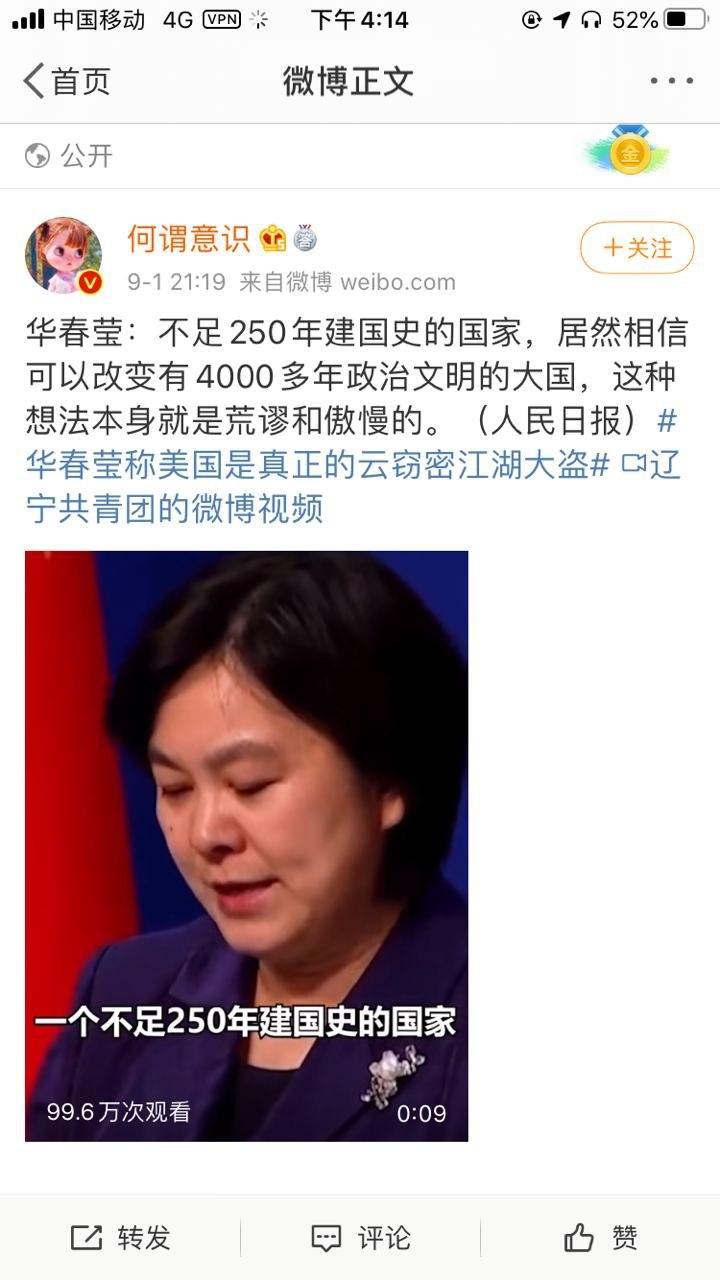 中国移动 4G VPN 下午4:14 52%
首页 微博正文
公开 金
何谓意识
+关注
9-1 21:19 来自微博 weibo.com
华春莹：不足250年建国史的国家，居然相信
可以改变有4000多年政治文明的大国，这种
想法本身就是荒谬和傲慢的。（人民日报）#
华春莹称美国是真正的云窃密江湖大盗# 辽
宁共青团的微博视频
一个不足250年建国史的国家
99.6万次观看 0:09
转发 评论 赞